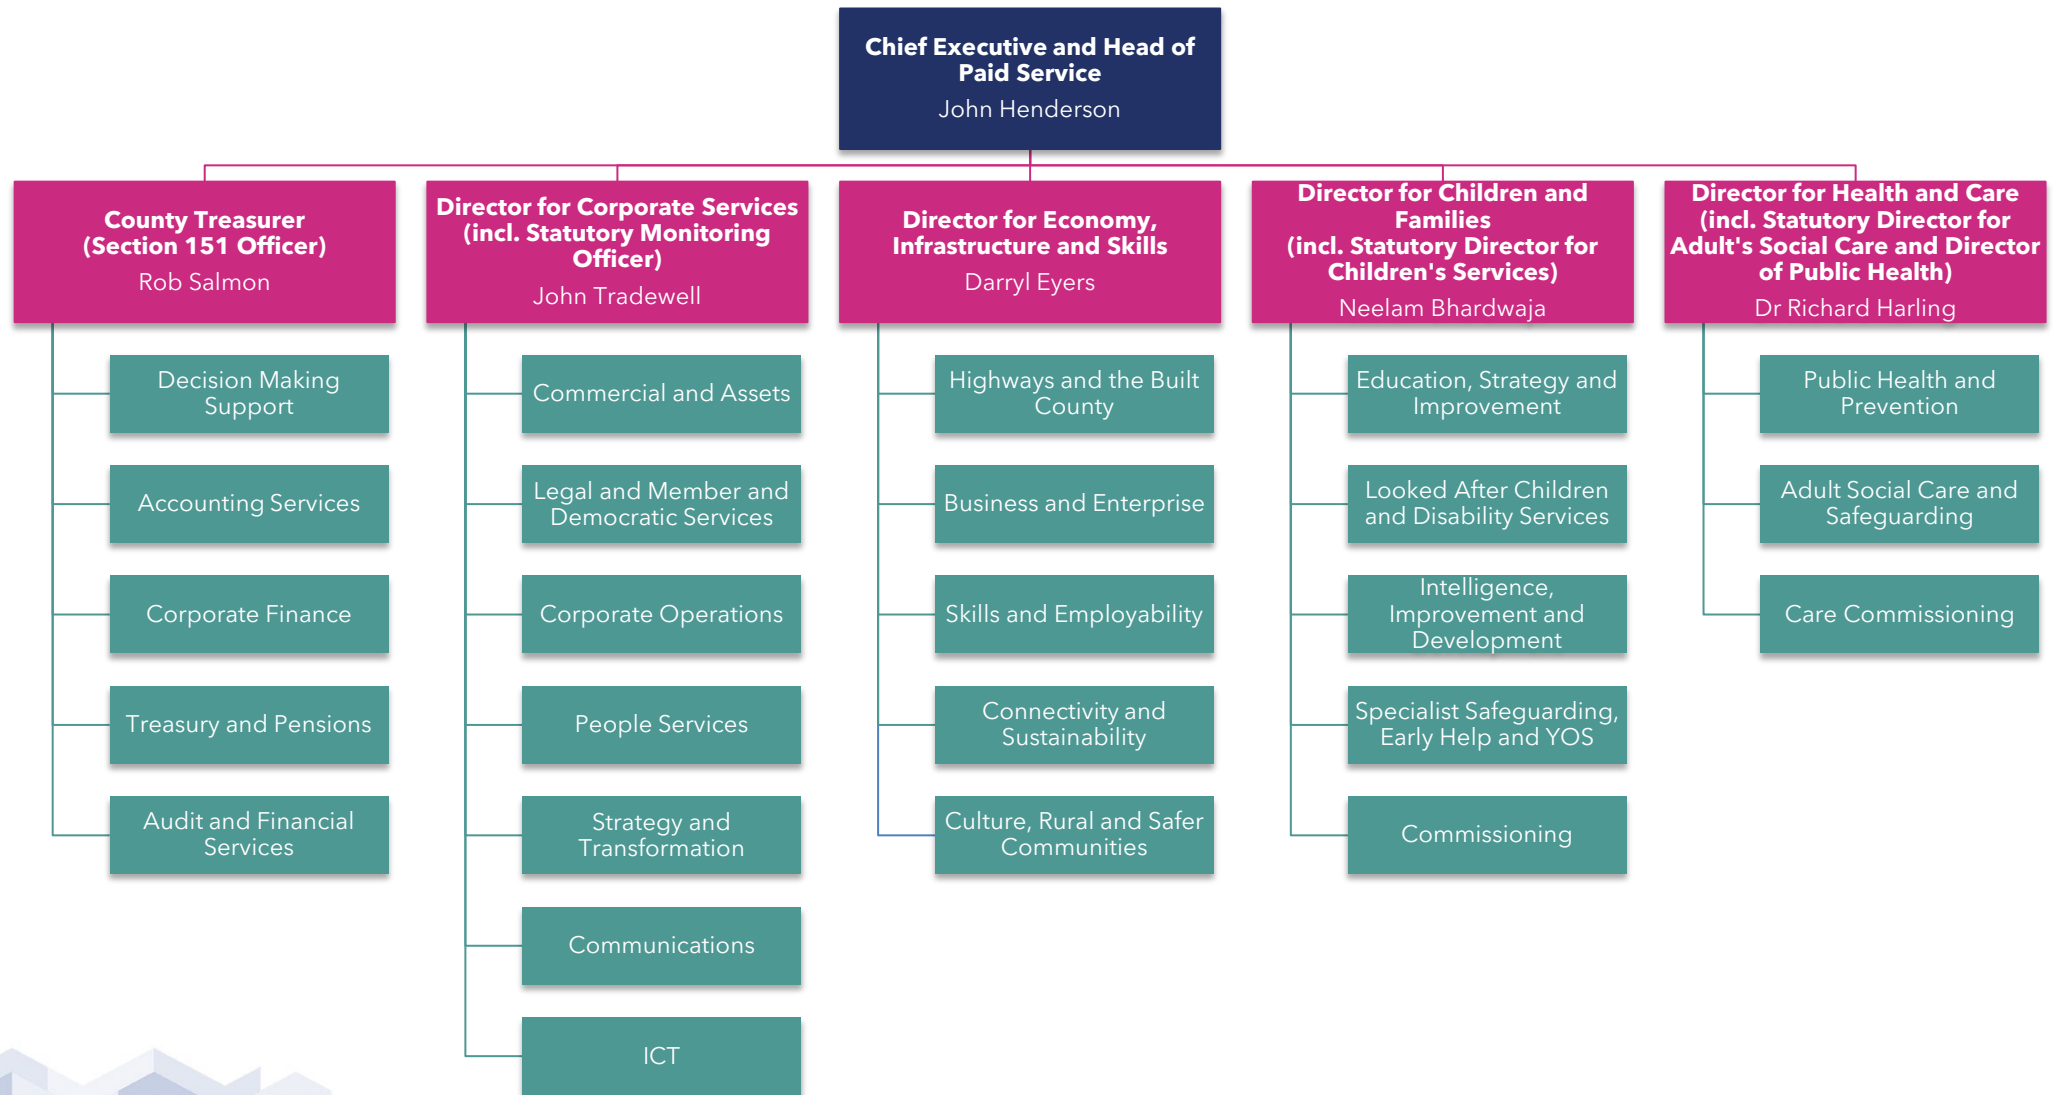 Chief Executive and Head of
Paid Service
John Henderson
County Treasurer
(Section 151 Officer)
Rob Salmon
Decision Making
Support
Accounting Services
Corporate Finance
Treasury and Pensions
Audit and Financial
Services
Director for Corporate Services
(incl. Statutory Monitoring
Officer)
John Tradewell
Commercial and Assets
Legal and Member and
Democratic Services
Corporate Operations
People Services
Strategy and
Transformation
Communications
ICT
Director for Economy,
Infrastructure and Skills
Darryl Eyers
Highways and the Built
County
Business and Enterprise
Skills and Employability
Connectivity and
Sustainability
Culture, Rural and Safer
Communities
Director for Children and
Families
(incl. Statutory Director for
Children's Services)
Neelam Bhardwaja
Education, Strategy and
Improvement
Looked After Children
and Disability Services
Intelligence,
Improvement and
Development
Specialist Safeguarding,
Early Help and YOS
Commissioning
Director for Health and Care
(incl. Statutory Director for
Adult's Social Care and Director
of Public Health)
Dr Richard Harling
Public Health and
Prevention
Adult Social Care and
Safeguarding
Care Commissioning